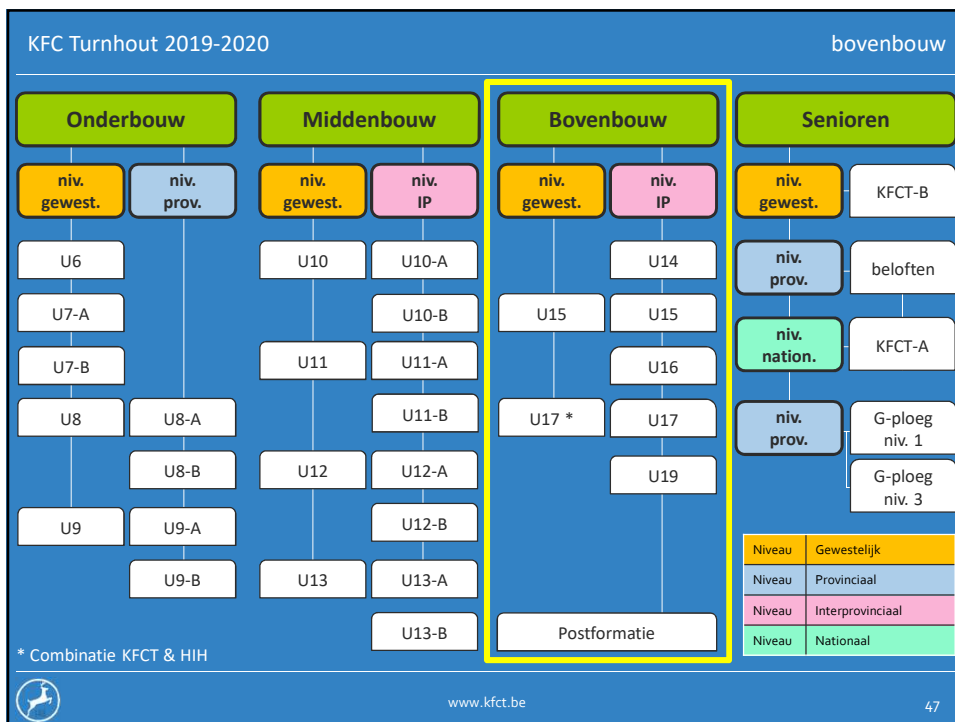 KFC Turnhout 2019-2020
bovenbouw
Onderbouw
Middenbouw
Bovenbouw
Senioren
niv.
gewest.
niv.
prov.
niv.
gewest.
niv.
IP
niv.
gewest.
niv.
IP
niv.
gewest.
KFCT-B
U6
U10
U10-A
U14
niv.
prov.
beloften
U7-A
U10-B
U15
U15
niv.
nation.
KFCT-A
U7-B
U11
U11-A
U16
U8
U8-A
U11-B
U17 *
U17
niv.
prov.
G-ploeg
niv. 1
U8-B
U12
U12-A
U19
G-ploeg
niv. 3
U9
U9-A
U12-B
U9-B
U13
U13-A
U13-B
Postformatie
Niveau Gewestelijk
Niveau Provinciaal
Niveau Interprovinciaal
Niveau Nationaal
* Combinatie KFCT & HIH
www.kfct.be
47